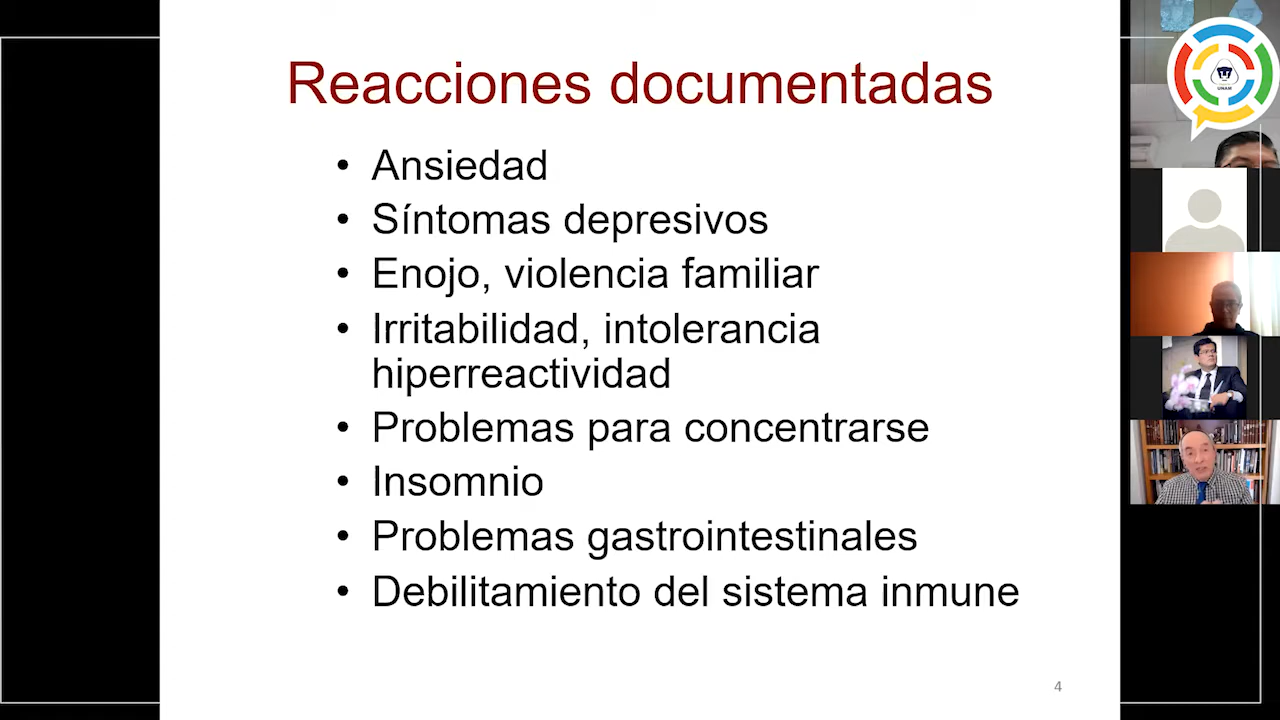 Reacciones documentadas
• Ansiedad
• Síntomas depresivos
• Enojo, violencia familiar
• Irritabilidad, intolerancia
hiperreactividad
• Problemas para concentrarse
• Insomnio
• Problemas gastrointestinales
• Debilitamiento del sistema inmune
4
UNAM